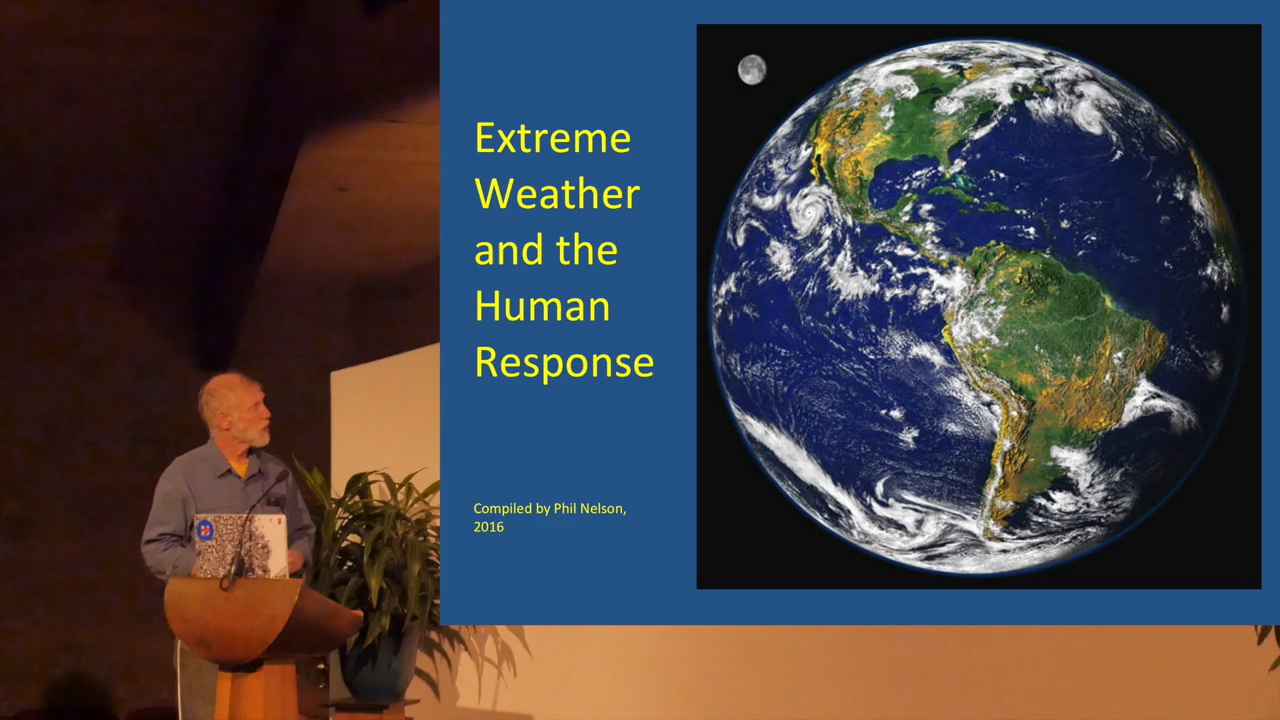 Extreme
Weather
and the
Human
Response
Compiled by Phil Nelson,
2016